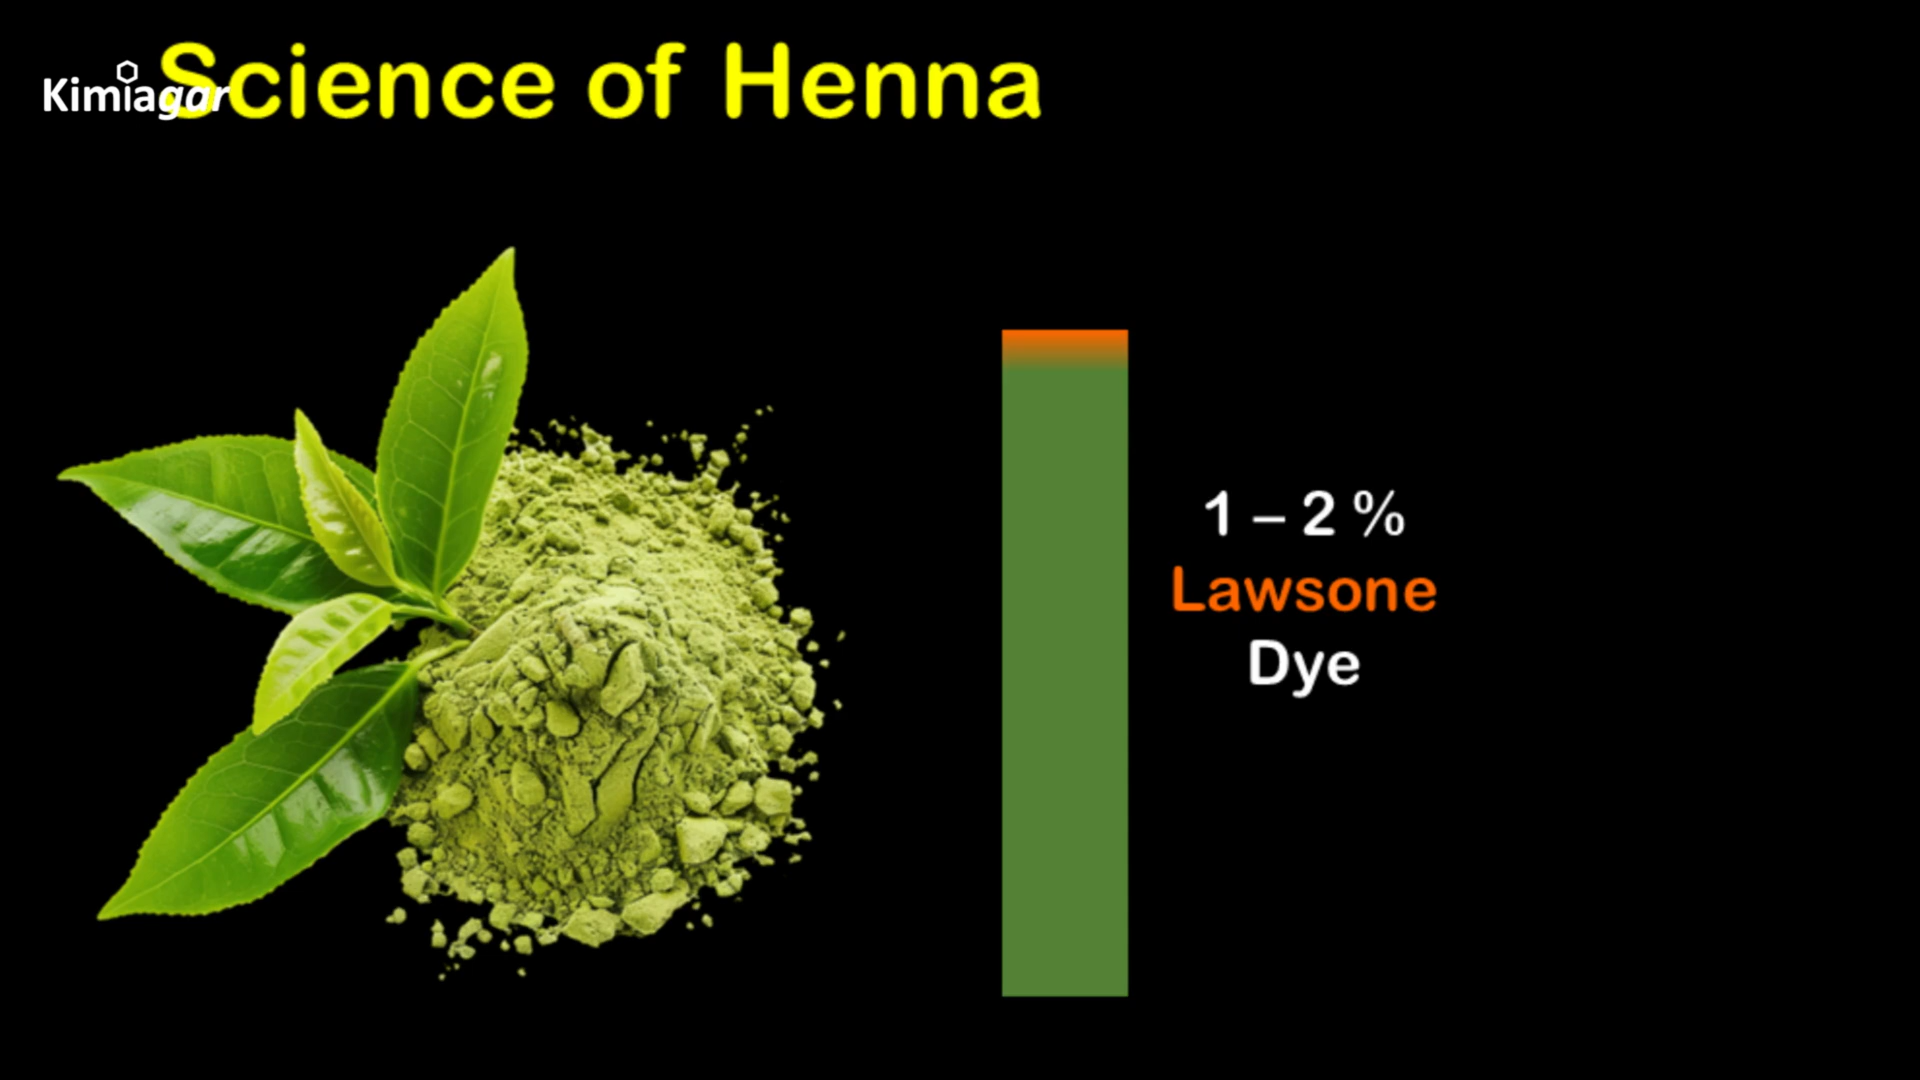 Kimiagar
Science of Henna
1 – 2 %
Lawsone
Dye